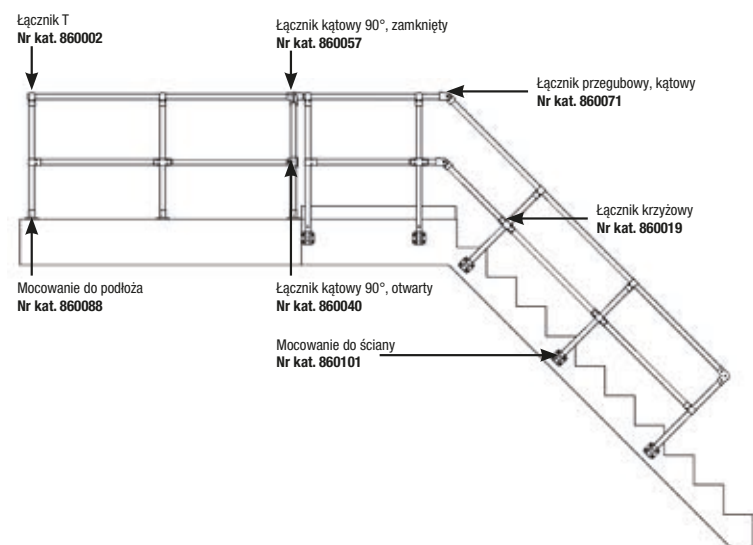 Łącznik T
Nr kat. 860002
Łącznik kątowy 90°, zamknięty
Nr kat. 860057
Łącznik przegubowy, kątowy
Nr kat. 860071
Łącznik krzyżowy
Nr kat. 860019
Mocowanie do podłoża
Nr kat. 860088
Łącznik kątowy 90°, otwarty
Nr kat. 860040
Mocowanie do ściany
Nr kat. 860101